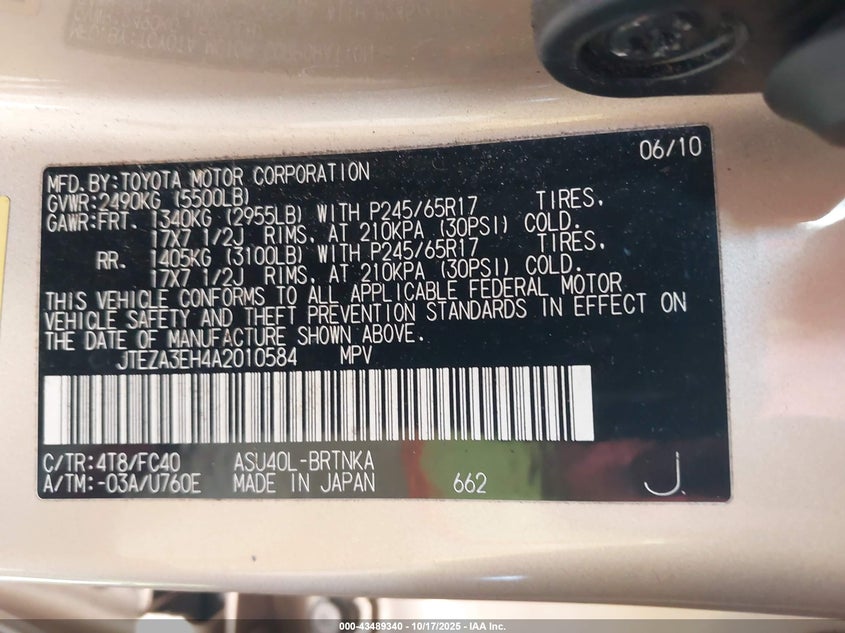 06/10
MFD. BY: TOYOTA MOTOR CORPORATION
GVWR: 2490KG (5500LB)
GAWR: FRT. 1340KG (2955LB) WITH P245/65R17 TIRES,
17X7 1/2J RIMS, AT 210KPA (30PSI) COLD.
RR. 1405KG (3100LB) WITH P245/65R17 TIRES,
17X7 1/2J RIMS, AT 210KPA (30PSI) COLD.
THIS VEHICLE CONFORMS TO ALL APPLICABLE FEDERAL MOTOR
VEHICLE SAFETY AND THEFT PREVENTION STANDARDS IN EFFECT ON
THE DATE OF MANUFACTURE SHOWN ABOVE.
JTEZA3EH4A2010584 MPV
C/TR: 4T8/FC40 ASU40L-BRTNKA
A/TM: -03A/U760E MADE IN JAPAN 662 J
000-43489340 - 10/17/2025 - IAA Inc.